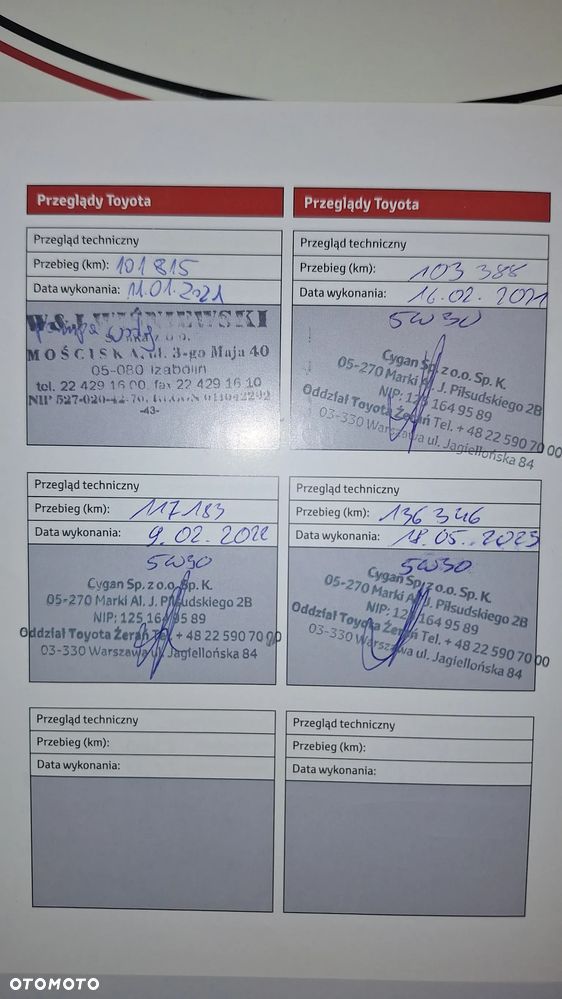 Przeglądy Toyota
Przegląd techniczny
Przebieg (km): 101 815
Data wykonania: 11.01.2021
pompa wody
MOŚCISKA, ul. 3-go Maja 40
05-080 Izabelin
tel. 22 429 16 00, fax 22 429 16 10
-43-
Przeglądy Toyota
Przegląd techniczny
Przebieg (km): 103 388
Data wykonania: 16.02.2021
5W30
Cygan Sp. z o.o. Sp. K.
05-270 Marki Al. J. Piłsudskiego 2B
NIP: 125 164 95 89
Oddział Toyota Żerań Tel. + 48 22 590 70 00
03-330 Warszawa ul. Jagiellońska 84
Przegląd techniczny
Przebieg (km): 117 183
Data wykonania: 9.02.2022
5W30
Cygan Sp. z o.o. Sp. K.
05-270 Marki Al. J. Piłsudskiego 2B
NIP: 125 164 95 89
Oddział Toyota Żerań Tel. + 48 22 590 70 00
03-330 Warszawa ul. Jagiellońska 84
Przegląd techniczny
Przebieg (km): 136 346
Data wykonania: 18.05.2023
5W30
Cygan Sp. z o.o. Sp. K.
05-270 Marki Al. J. Piłsudskiego 2B
NIP: 125 164 95 89
Oddział Toyota Żerań Tel. + 48 22 590 70 00
03-330 Warszawa ul. Jagiellońska 84
Przegląd techniczny
Przebieg (km):
Data wykonania:
Przegląd techniczny
Przebieg (km):
Data wykonania:
OTOMOTO